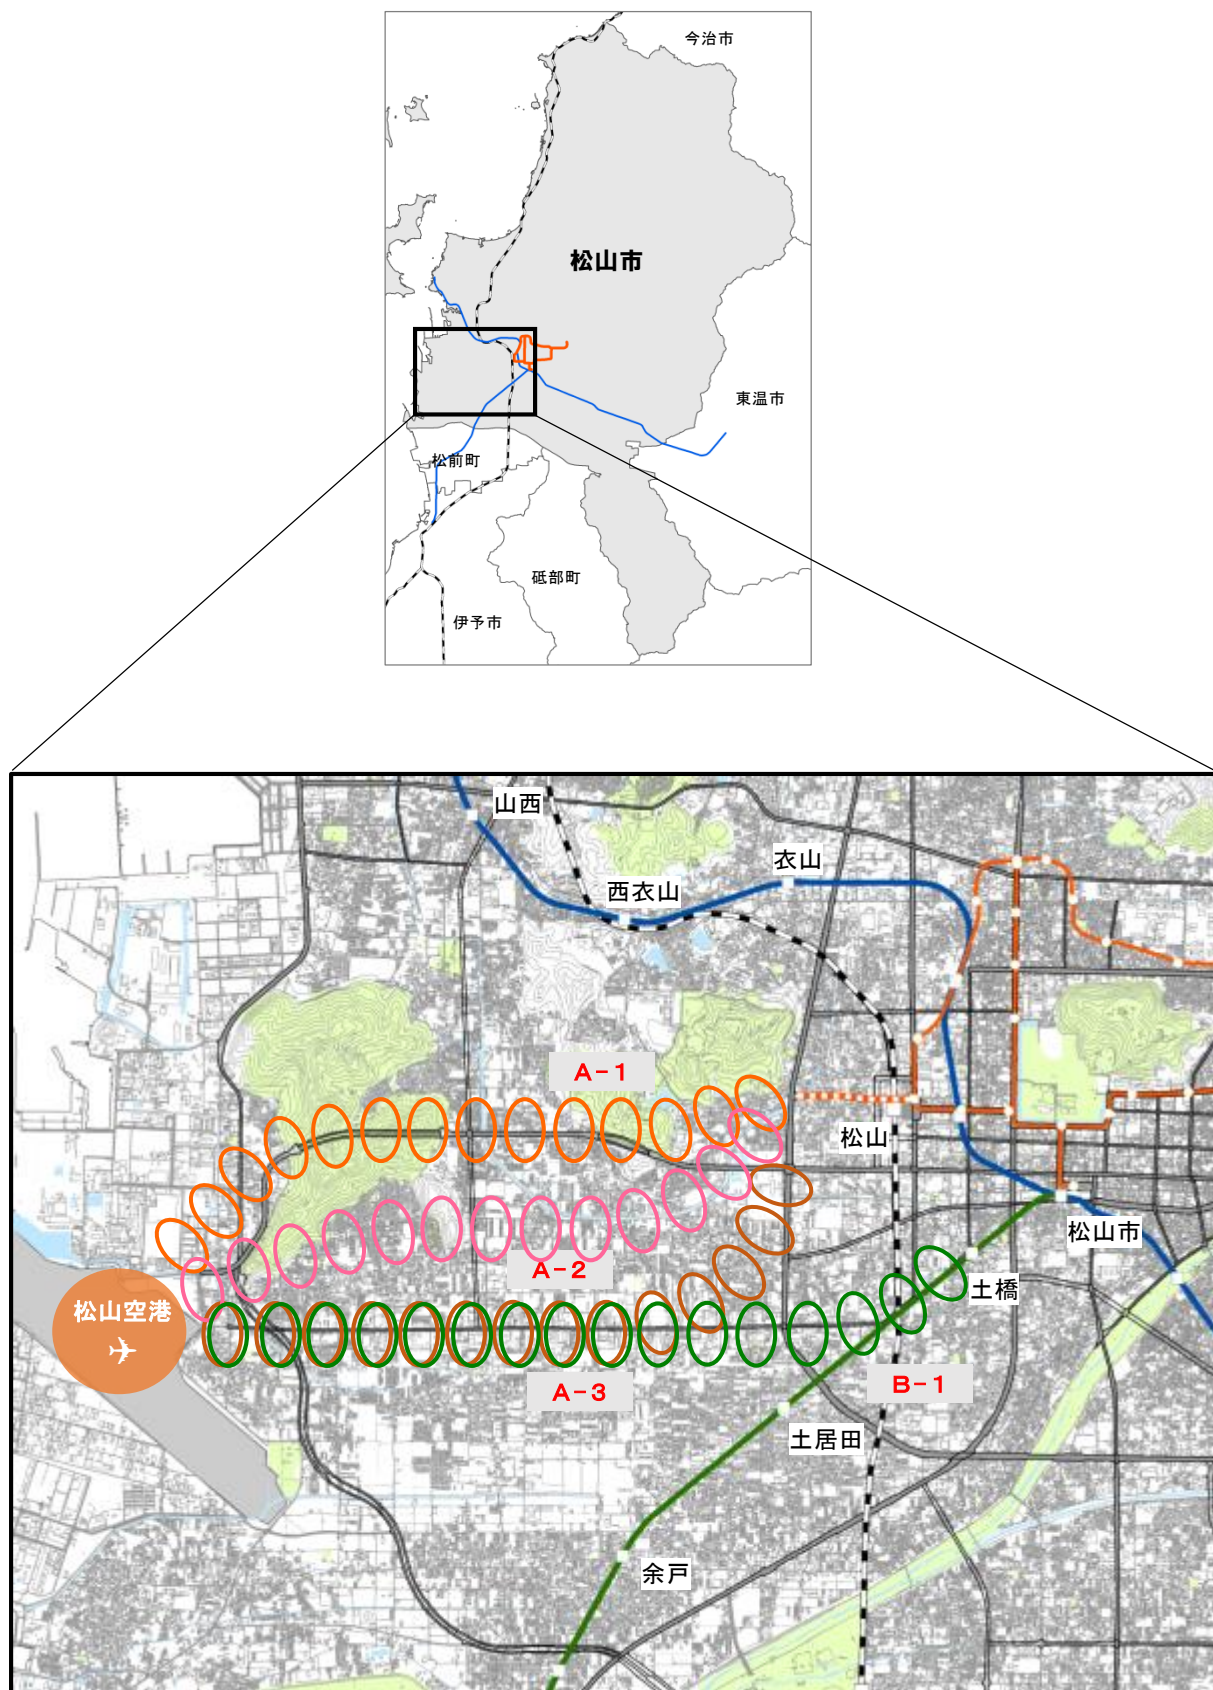 今治市
松山市
東温市
松前町
砥部町
伊予市
山西
衣山
西衣山
A-1
松山
松山市
A-2
土橋
松山空港
A-3
B-1
土居田
余戸